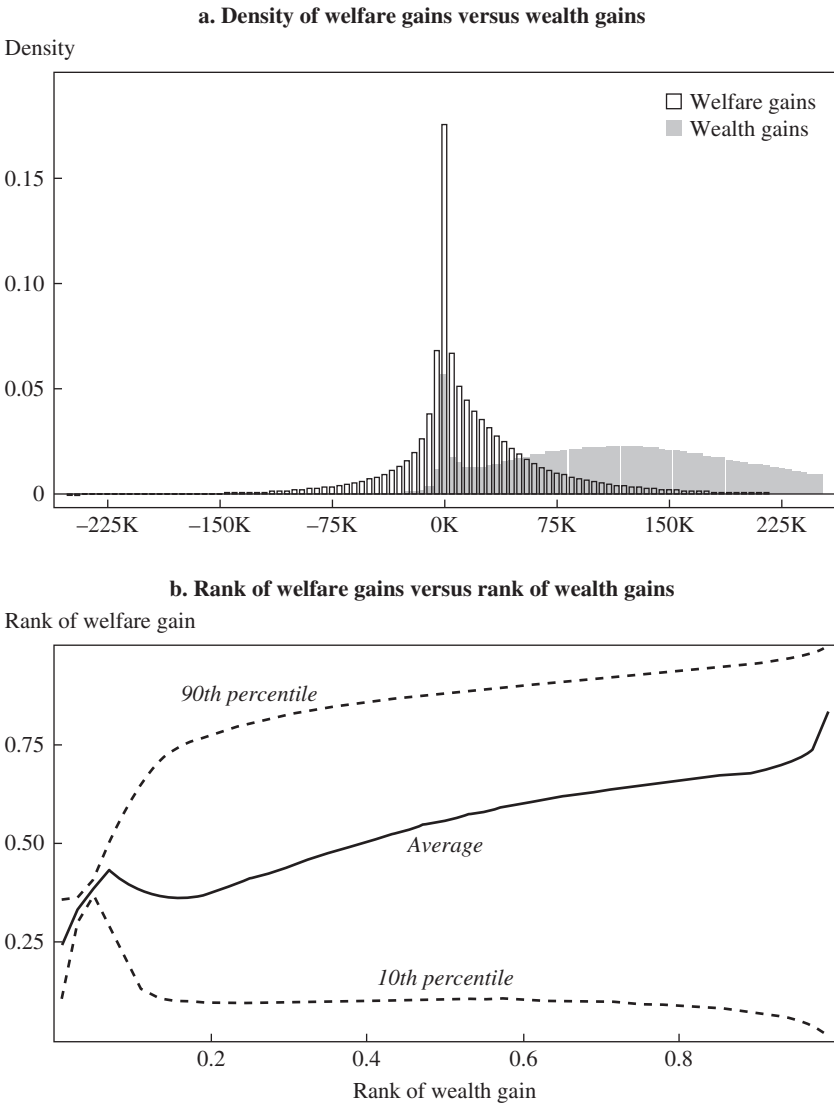 a. Density of welfare gains versus wealth gains
Density
Welfare gains
Wealth gains
0.15
0.10
0.05
0
–225K –150K –75K 0K 75K 150K 225K
b. Rank of welfare gains versus rank of wealth gains
Rank of welfare gain
90th percentile
0.75
0.50
Average
0.25
10th percentile
0.2 0.4 0.6 0.8
Rank of wealth gain